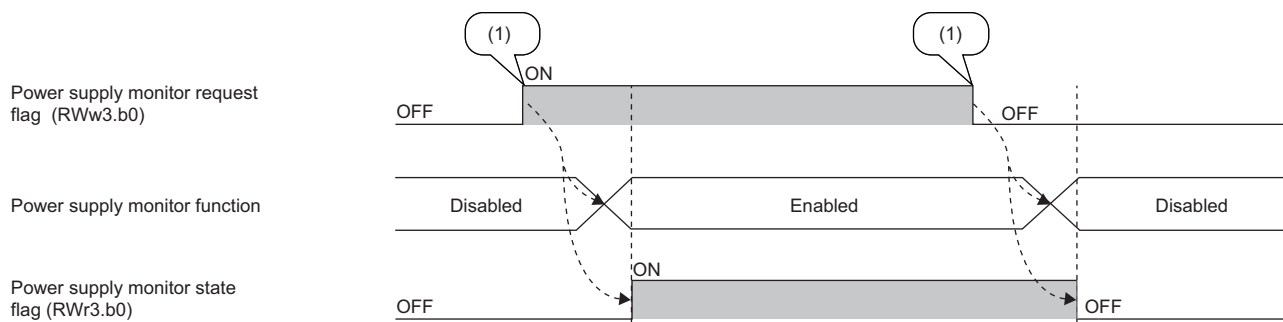 (1)
(1)
ON
Power supply monitor request
flag (RWw3.b0)
OFF
OFF
Power supply monitor function
Disabled
Enabled
Disabled
ON
Power supply monitor state
flag (RWr3.b0)
OFF
OFF